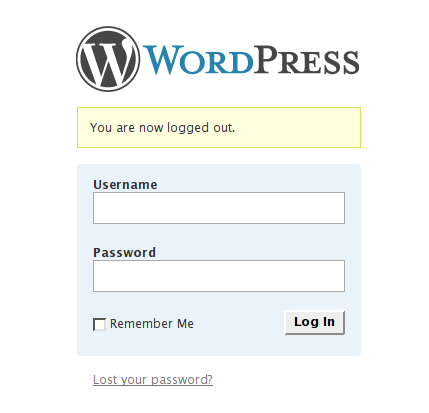 WORDPRESS
You are now logged out.
Username
Password
Remember Me
Log In
Lost your password?